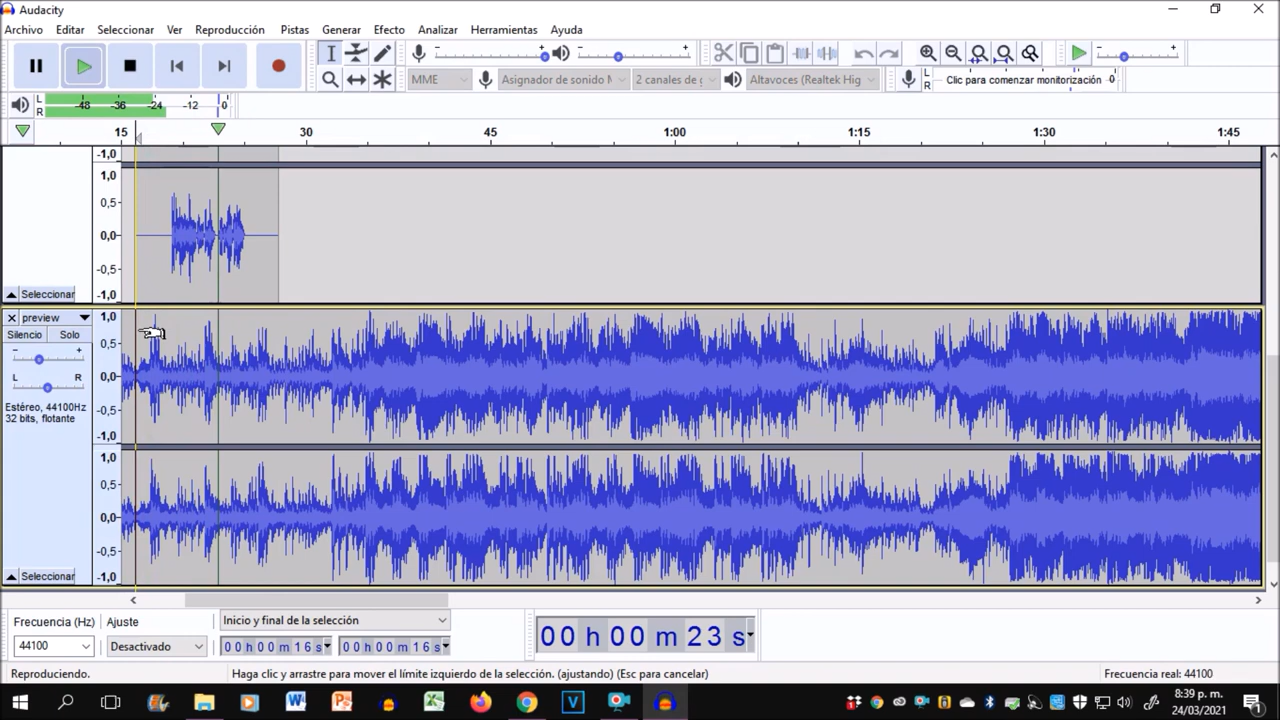 Audacity
Archivo Editar Seleccionar Ver Reproducción Pistas Generar Efecto Analizar Herramientas Ayuda
MME Asignador de sonido 2 canales de Altavoces (Realtek Hig L R Clic para comenzar monitorización 0
L R -48 -36 -24 -12 0
15 30 45 1:00 1:15 1:30 1:45
-1,0
1,0
0,5
0,0
-0,5
-1,0
Seleccionar
preview 1,0
Silencio Solo
- + 0,5
L R 0,0
Estéreo, 44100Hz -0,5
32 bits, flotante
-1,0
1,0
0,5
0,0
-0,5
Seleccionar -1,0
Frecuencia (Hz) Ajuste Inicio y final de la selección
44100 Desactivado 00h00m16s 00h00m16s 00h00m23s
Reproduciendo. Haga clic y arrastre para mover el límite izquierdo de la selección. (ajustando) (Esc para cancelar) Frecuencia real: 44100
8:39 p. m.
24/03/2021